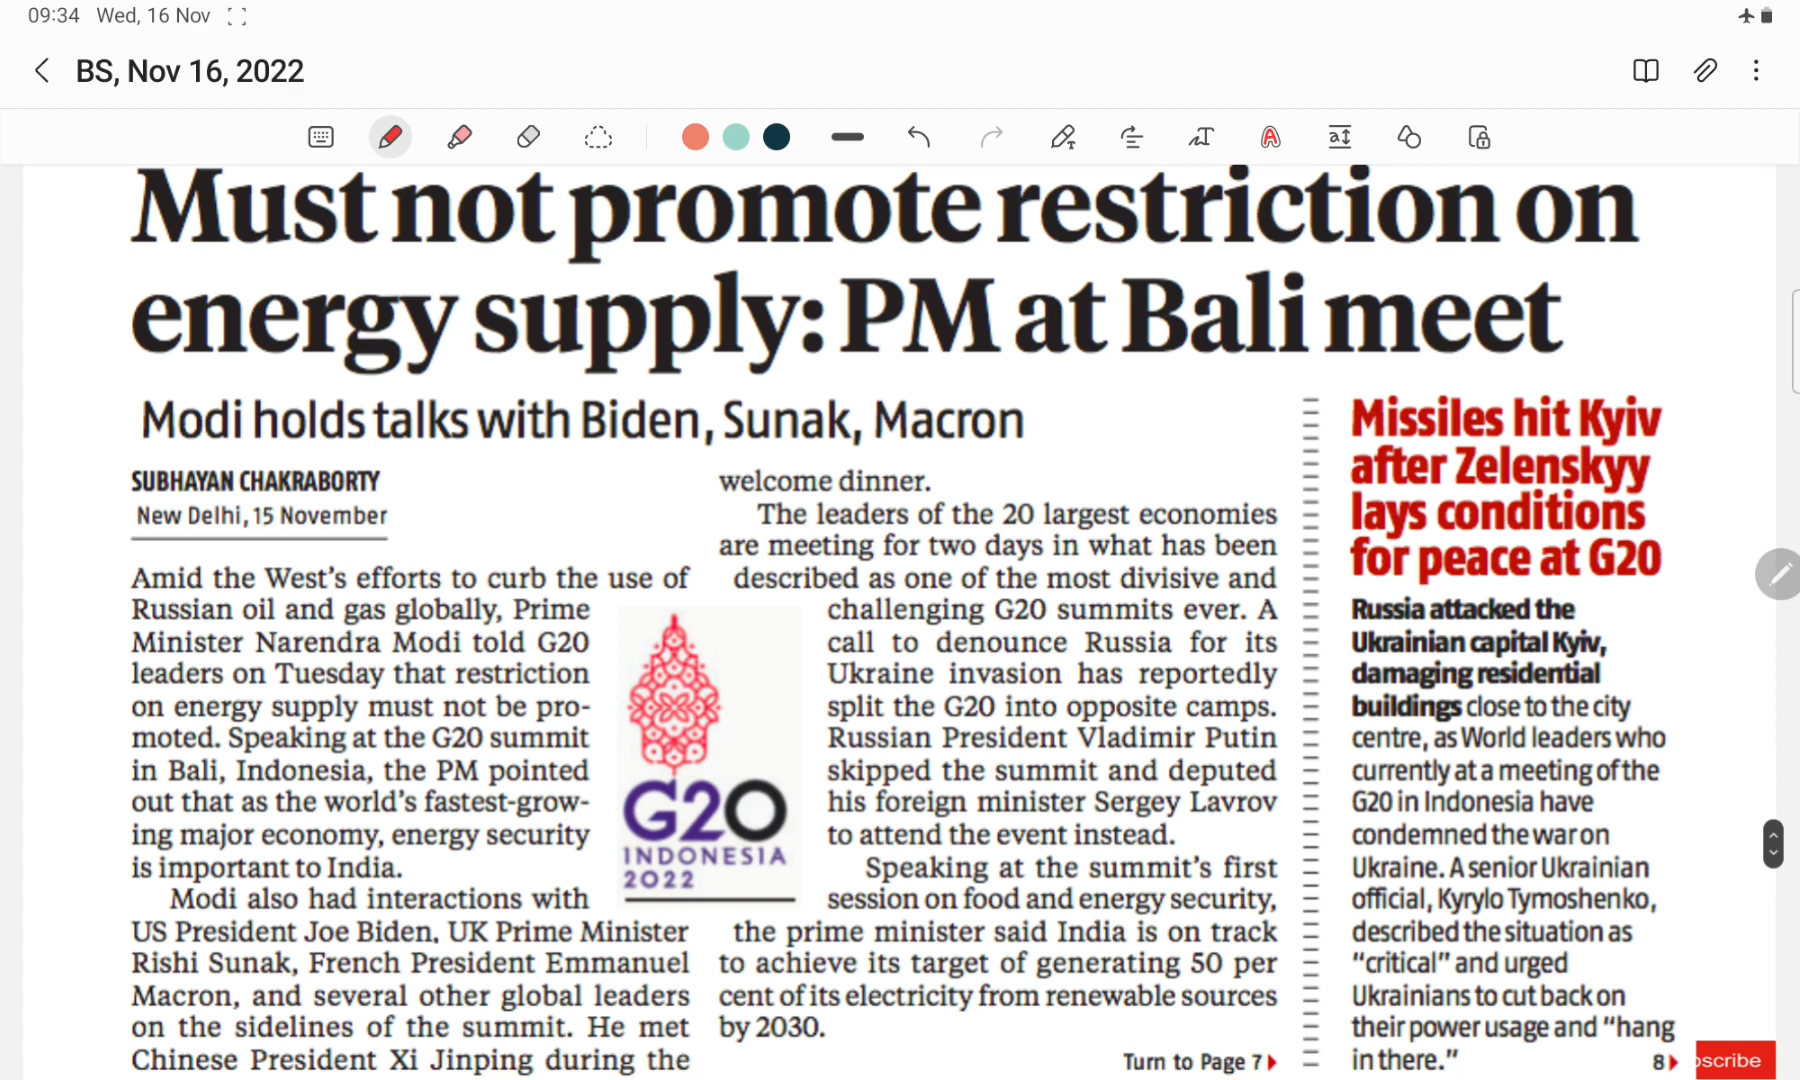 09:34 Wed, 16 Nov
BS, Nov 16, 2022
Must not promote restriction on
energy supply: PM at Bali meet
Modi holds talks with Biden, Sunak, Macron
SUBHAYAN CHAKRABORTY
New Delhi, 15 November
Amid the West's efforts to curb the use of
Russian oil and gas globally, Prime
Minister Narendra Modi told G20
leaders on Tuesday that restriction
on energy supply must not be pro-
moted. Speaking at the G20 summit
in Bali, Indonesia, the PM pointed
out that as the world's fastest-grow-
ing major economy, energy security
is important to India.
Modi also had interactions with
US President Joe Biden, UK Prime Minister
Rishi Sunak, French President Emmanuel
Macron, and several other global leaders
on the sidelines of the summit. He met
Chinese President Xi Jinping during the
G20
INDONESIA
2022
welcome dinner.
The leaders of the 20 largest economies
are meeting for two days in what has been
described as one of the most divisive and
challenging G20 summits ever. A
call to denounce Russia for its
Ukraine invasion has reportedly
split the G20 into opposite camps.
Russian President Vladimir Putin
skipped the summit and deputed
his foreign minister Sergey Lavrov
to attend the event instead.
Speaking at the summit's first
session on food and energy security,
the prime minister said India is on track
to achieve its target of generating 50 per
cent of its electricity from renewable sources
by 2030.
Turn to Page 7
Missiles hit Kyiv
after Zelenskyy
lays conditions
for peace at G20
Russia attacked the
Ukrainian capital Kyiv,
damaging residential
buildings close to the city
centre, as World leaders who
currently at a meeting of the
G20 in Indonesia have
condemned the war on
Ukraine. A senior Ukrainian
official, Kyrylo Tymoshenko,
described the situation as
"critical" and urged
Ukrainians to cut back on
their power usage and "hang
in there."
8
scribe